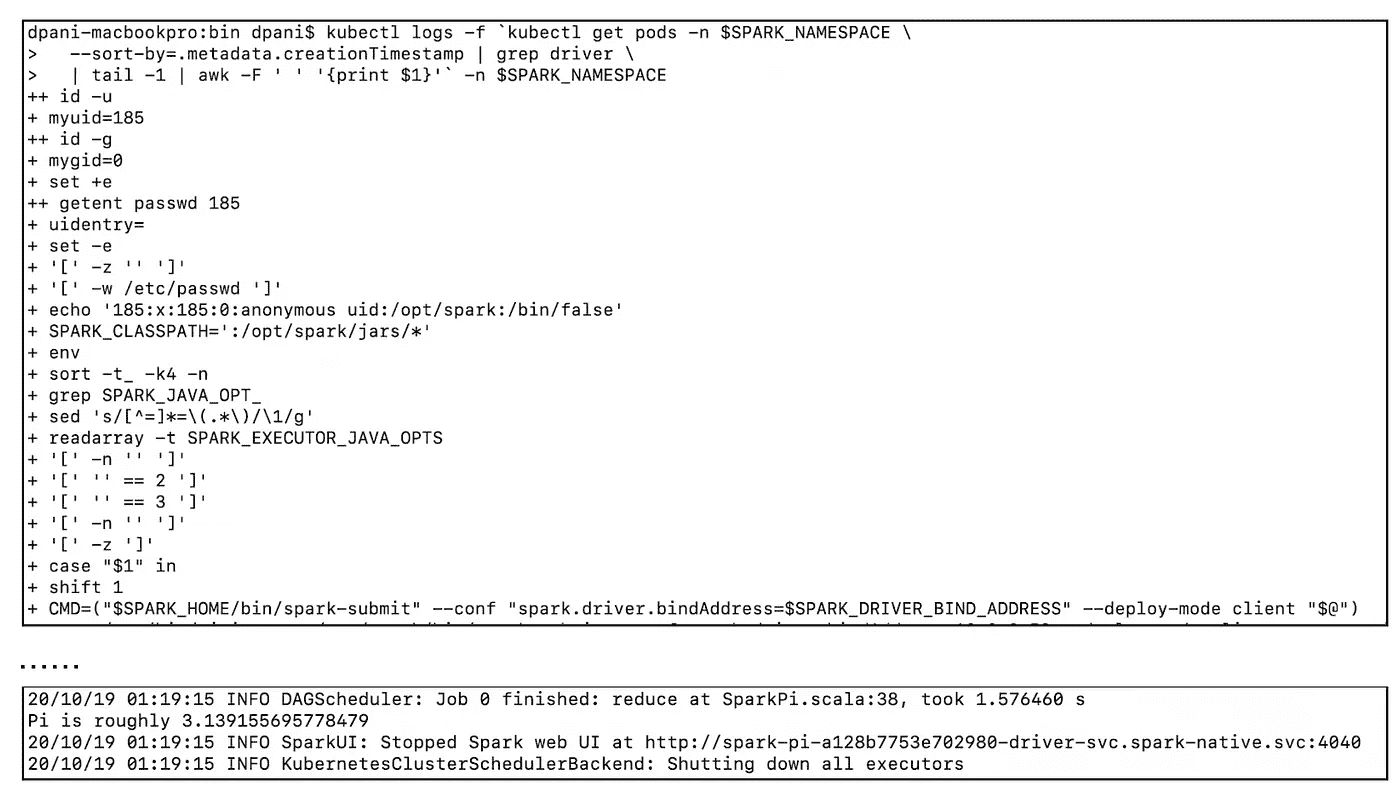 dpani-macbookpro:bin dpani$ kubectl logs -f `kubectl get pods -n $SPARK_NAMESPACE \
>   --sort-by=.metadata.creationTimestamp | grep driver \
>   | tail -1 | awk -F ' ' '{print $1}'` -n $SPARK_NAMESPACE
++ id -u
+ myuid=185
++ id -g
+ mygid=0
+ set +e
++ getent passwd 185
+ uidentry=
+ set -e
+ '[' -z '' ']'
+ '[' -w /etc/passwd ']'
+ echo '185:x:185:0:anonymous uid:/opt/spark:/bin/false'
+ SPARK_CLASSPATH=':/opt/spark/jars/*'
+ env
+ sort -t_ -k4 -n
+ grep SPARK_JAVA_OPT_
+ sed 's/[^=]*=\(.*\)/\1/g'
+ readarray -t SPARK_EXECUTOR_JAVA_OPTS
+ '[' -n '' ']'
+ '[' '' == 2 ']'
+ '[' '' == 3 ']'
+ '[' -n '' ']'
+ '[' -z ']'
+ case "$1" in
+ shift 1
+ CMD=("$SPARK_HOME/bin/spark-submit" --conf "spark.driver.bindAddress=$SPARK_DRIVER_BIND_ADDRESS" --deploy-mode client "$@")
......
20/10/19 01:19:15 INFO DAGScheduler: Job 0 finished: reduce at SparkPi.scala:38, took 1.576460 s
Pi is roughly 3.139155695778479
20/10/19 01:19:15 INFO SparkUI: Stopped Spark web UI at http://spark-pi-a128b7753e702980-driver-svc.spark-native.svc:4040
20/10/19 01:19:15 INFO KubernetesClusterSchedulerBackend: Shutting down all executors